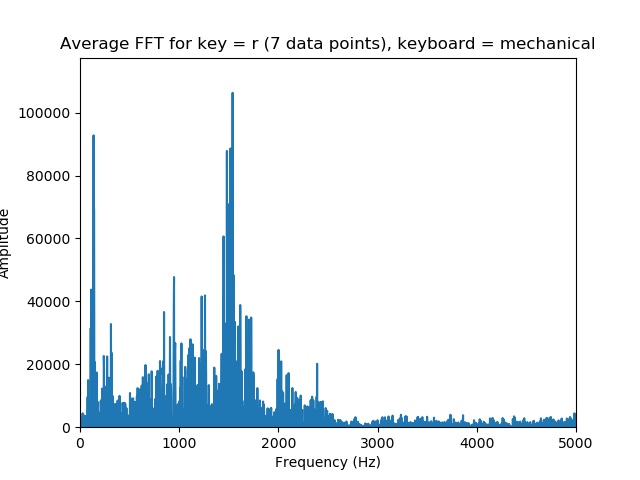 Average FFT for key = r (7 data points), keyboard = mechanical
100000
80000
60000
40000
20000
0
Amplitude
0 1000 2000 3000 4000 5000
Frequency (Hz)